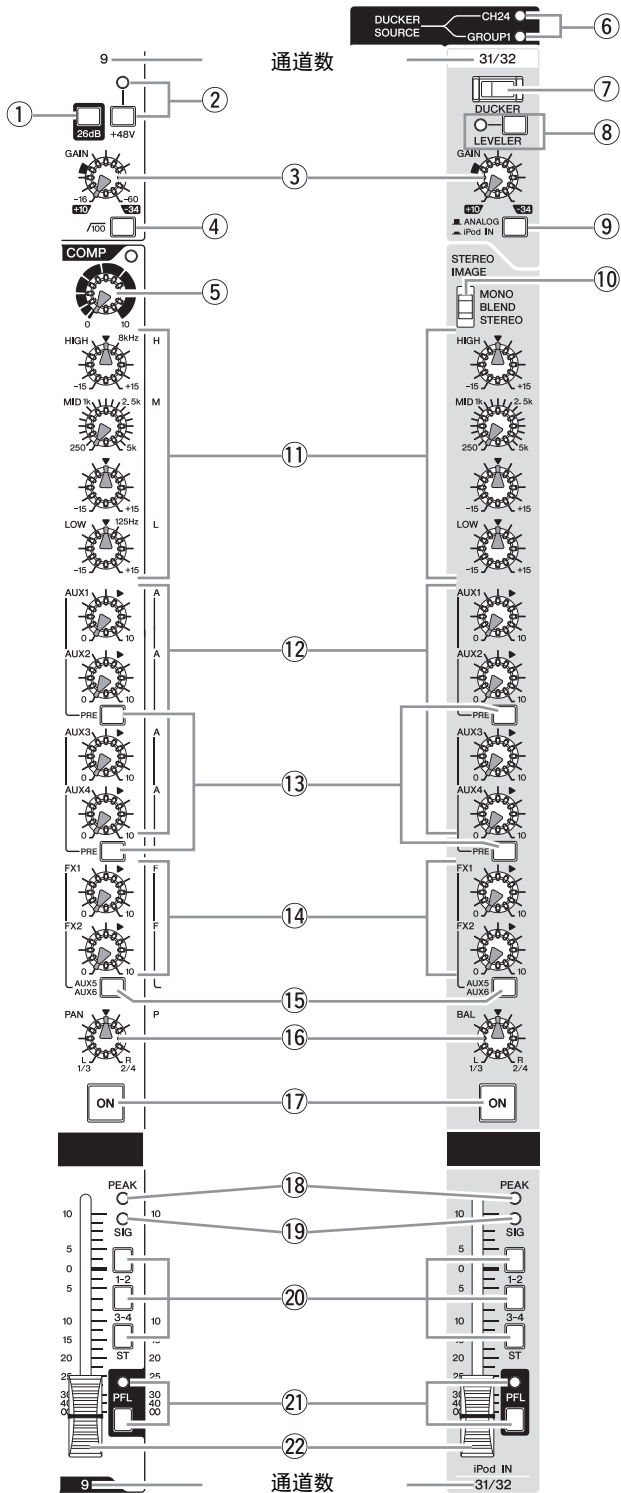 DUCKER SOURCE CH24 GROUP1 ⑥
9 通道数 31/32
① 26dB +48V ② DUCKER ⑦
LEVELER ⑧
GAIN ③ GAIN
-16 -60
+10 -34 +10 -34
/100 ④ ANALOG iPod IN ⑨
COMP STEREO IMAGE ⑩
0 10 ⑤ MONO
BLEND
STEREO
HIGH 8kHz H HIGH
-15 +15 -15 +15
MID 1k 2.5k M MID 1k 2.5k
250 5k 250 5k
⑪
-15 +15 -15 +15
LOW 125Hz L LOW
-15 +15 -15 +15
AUX1 A AUX1
0 10 ⑫ 0 10
AUX2 A AUX2
0 10 0 10
PRE PRE
AUX3 A AUX3
0 10 ⑬ 0 10
AUX4 A AUX4
0 10 0 10
PRE PRE
FX1 F FX1
0 10 ⑭ 0 10
FX2 F FX2
0 10 0 10
AUX5 ⑮ AUX5
AUX6 AUX6
PAN P BAL
L R ⑯ L R
1/3 2/4 1/3 2/4
ON ⑰ ON
PEAK ⑱ PEAK
10 10 10
SIG ⑲ SIG
5 5
0 0
1-2 1-2
5 ⑳ 5
3-4 3-4
10 10 10
15 15
ST ST
20 20 20
25 25 25
30 PFL 30 30 PFL
40 40 40
∞ ∞ ㉑ ∞
㉒
iPod IN
9 通道数 31/32